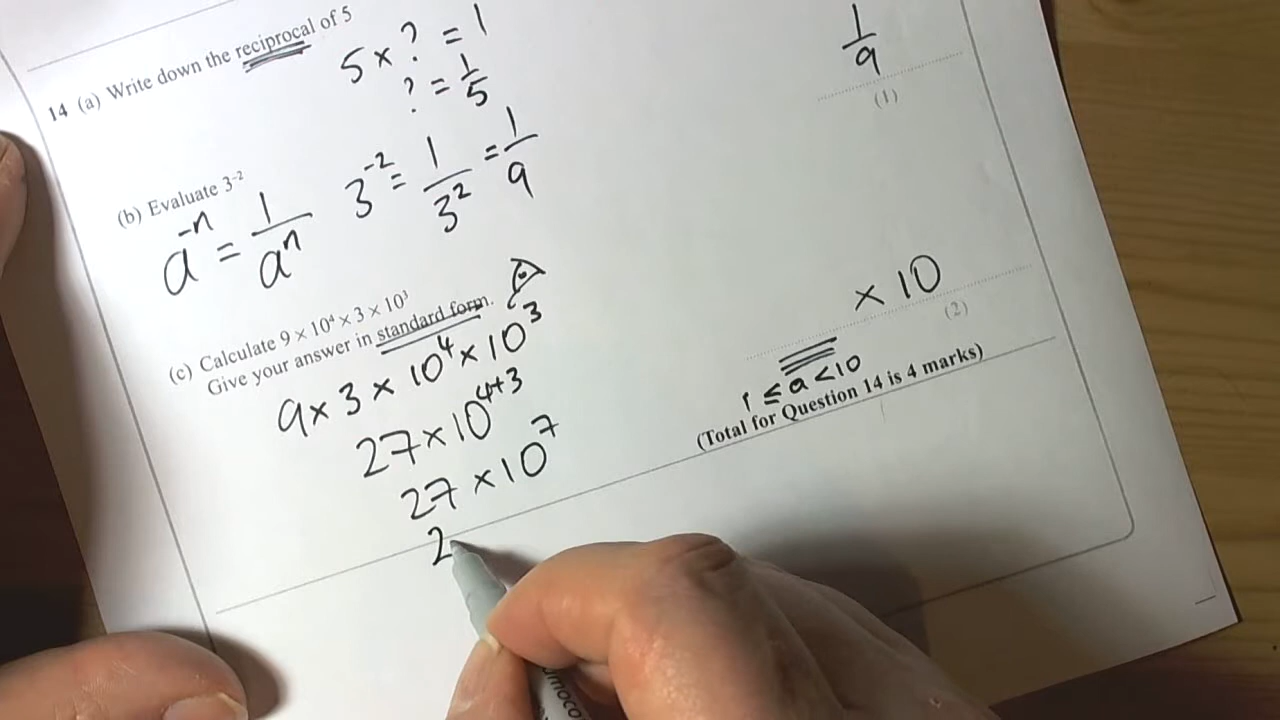 14 (a) Write down the reciprocal of 5
5 × ? = 1
? = 1/5
1/9
(1)
(b) Evaluate 3⁻²
a⁻ⁿ = 1/aⁿ
3⁻² = 1/3² = 1/9
(c) Calculate 9 × 10⁴ × 3 × 10³
Give your answer in standard form.
9 × 3 × 10⁴ × 10³
27 × 10⁴⁺³
27 × 10⁷
2
× 10
(2)
1 ≤ a < 10
(Total for Question 14 is 4 marks)